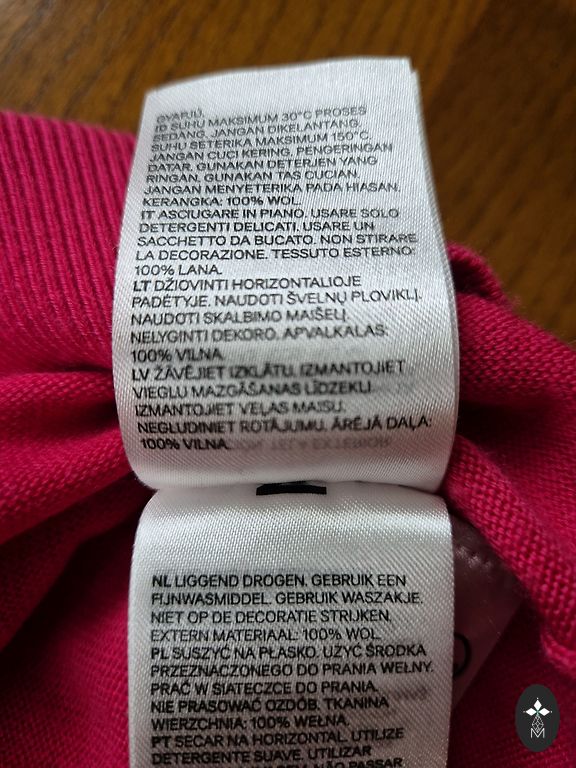 GYAPJÚ.
ID SUHU MAKSIMUM 30°C PROSES
SEDANG. JANGAN DIKELANTANG.
SUHU SETERIKA MAKSIMUM 150°C.
JANGAN CUCI KERING. PENGERINGAN
DATAR. GUNAKAN DETERJEN YANG
RINGAN. GUNAKAN TAS CUCIAN.
JANGAN MENYETERIKA PADA HIASAN.
KERANGKA: 100% WOL.
IT ASCIUGARE IN PIANO. USARE SOLO
DETERGENTI DELICATI. USARE UN
SACCHETTO DA BUCATO. NON STIRARE
LA DECORAZIONE. TESSUTO ESTERNO:
100% LANA.
LT DŽIOVINTI HORIZONTALIOJE
PADĖTYJE. NAUDOTI ŠVELNŲ PLOVIKLĮ.
NAUDOTI SKALBIMO MAIŠELĮ.
NELYGINTI DEKORO. APVALKALAS:
100% VILNA.
LV ŽĀVĒJIET IZKLĀTU. IZMANTOJIET
VIEGLU MAZGĀŠANAS LĪDZEKLI.
IZMANTOJIET VEĻAS MAISU.
NEGLUDINIET ROTĀJUMU. ĀRĒJĀ DAĻA:
100% VILNA.
NL LIGGEND DROGEN. GEBRUIK EEN
FIJNWASMIDDEL. GEBRUIK WASZAKJE.
NIET OP DE DECORATIE STRIJKEN.
EXTERN MATERIAAL: 100% WOL.
PL SUSZYĆ NA PŁASKO. UŻYĆ ŚRODKA
PRZEZNACZONEGO DO PRANIA WEŁNY.
PRAĆ W SIATECZCE DO PRANIA.
NIE PRASOWAĆ OZDÓB. TKANINA
WIERZCHNIA: 100% WEŁNA.
PT SECAR NA HORIZONTAL. UTILIZE
DETERGENTE SUAVE. UTILIZAR
PASSAR